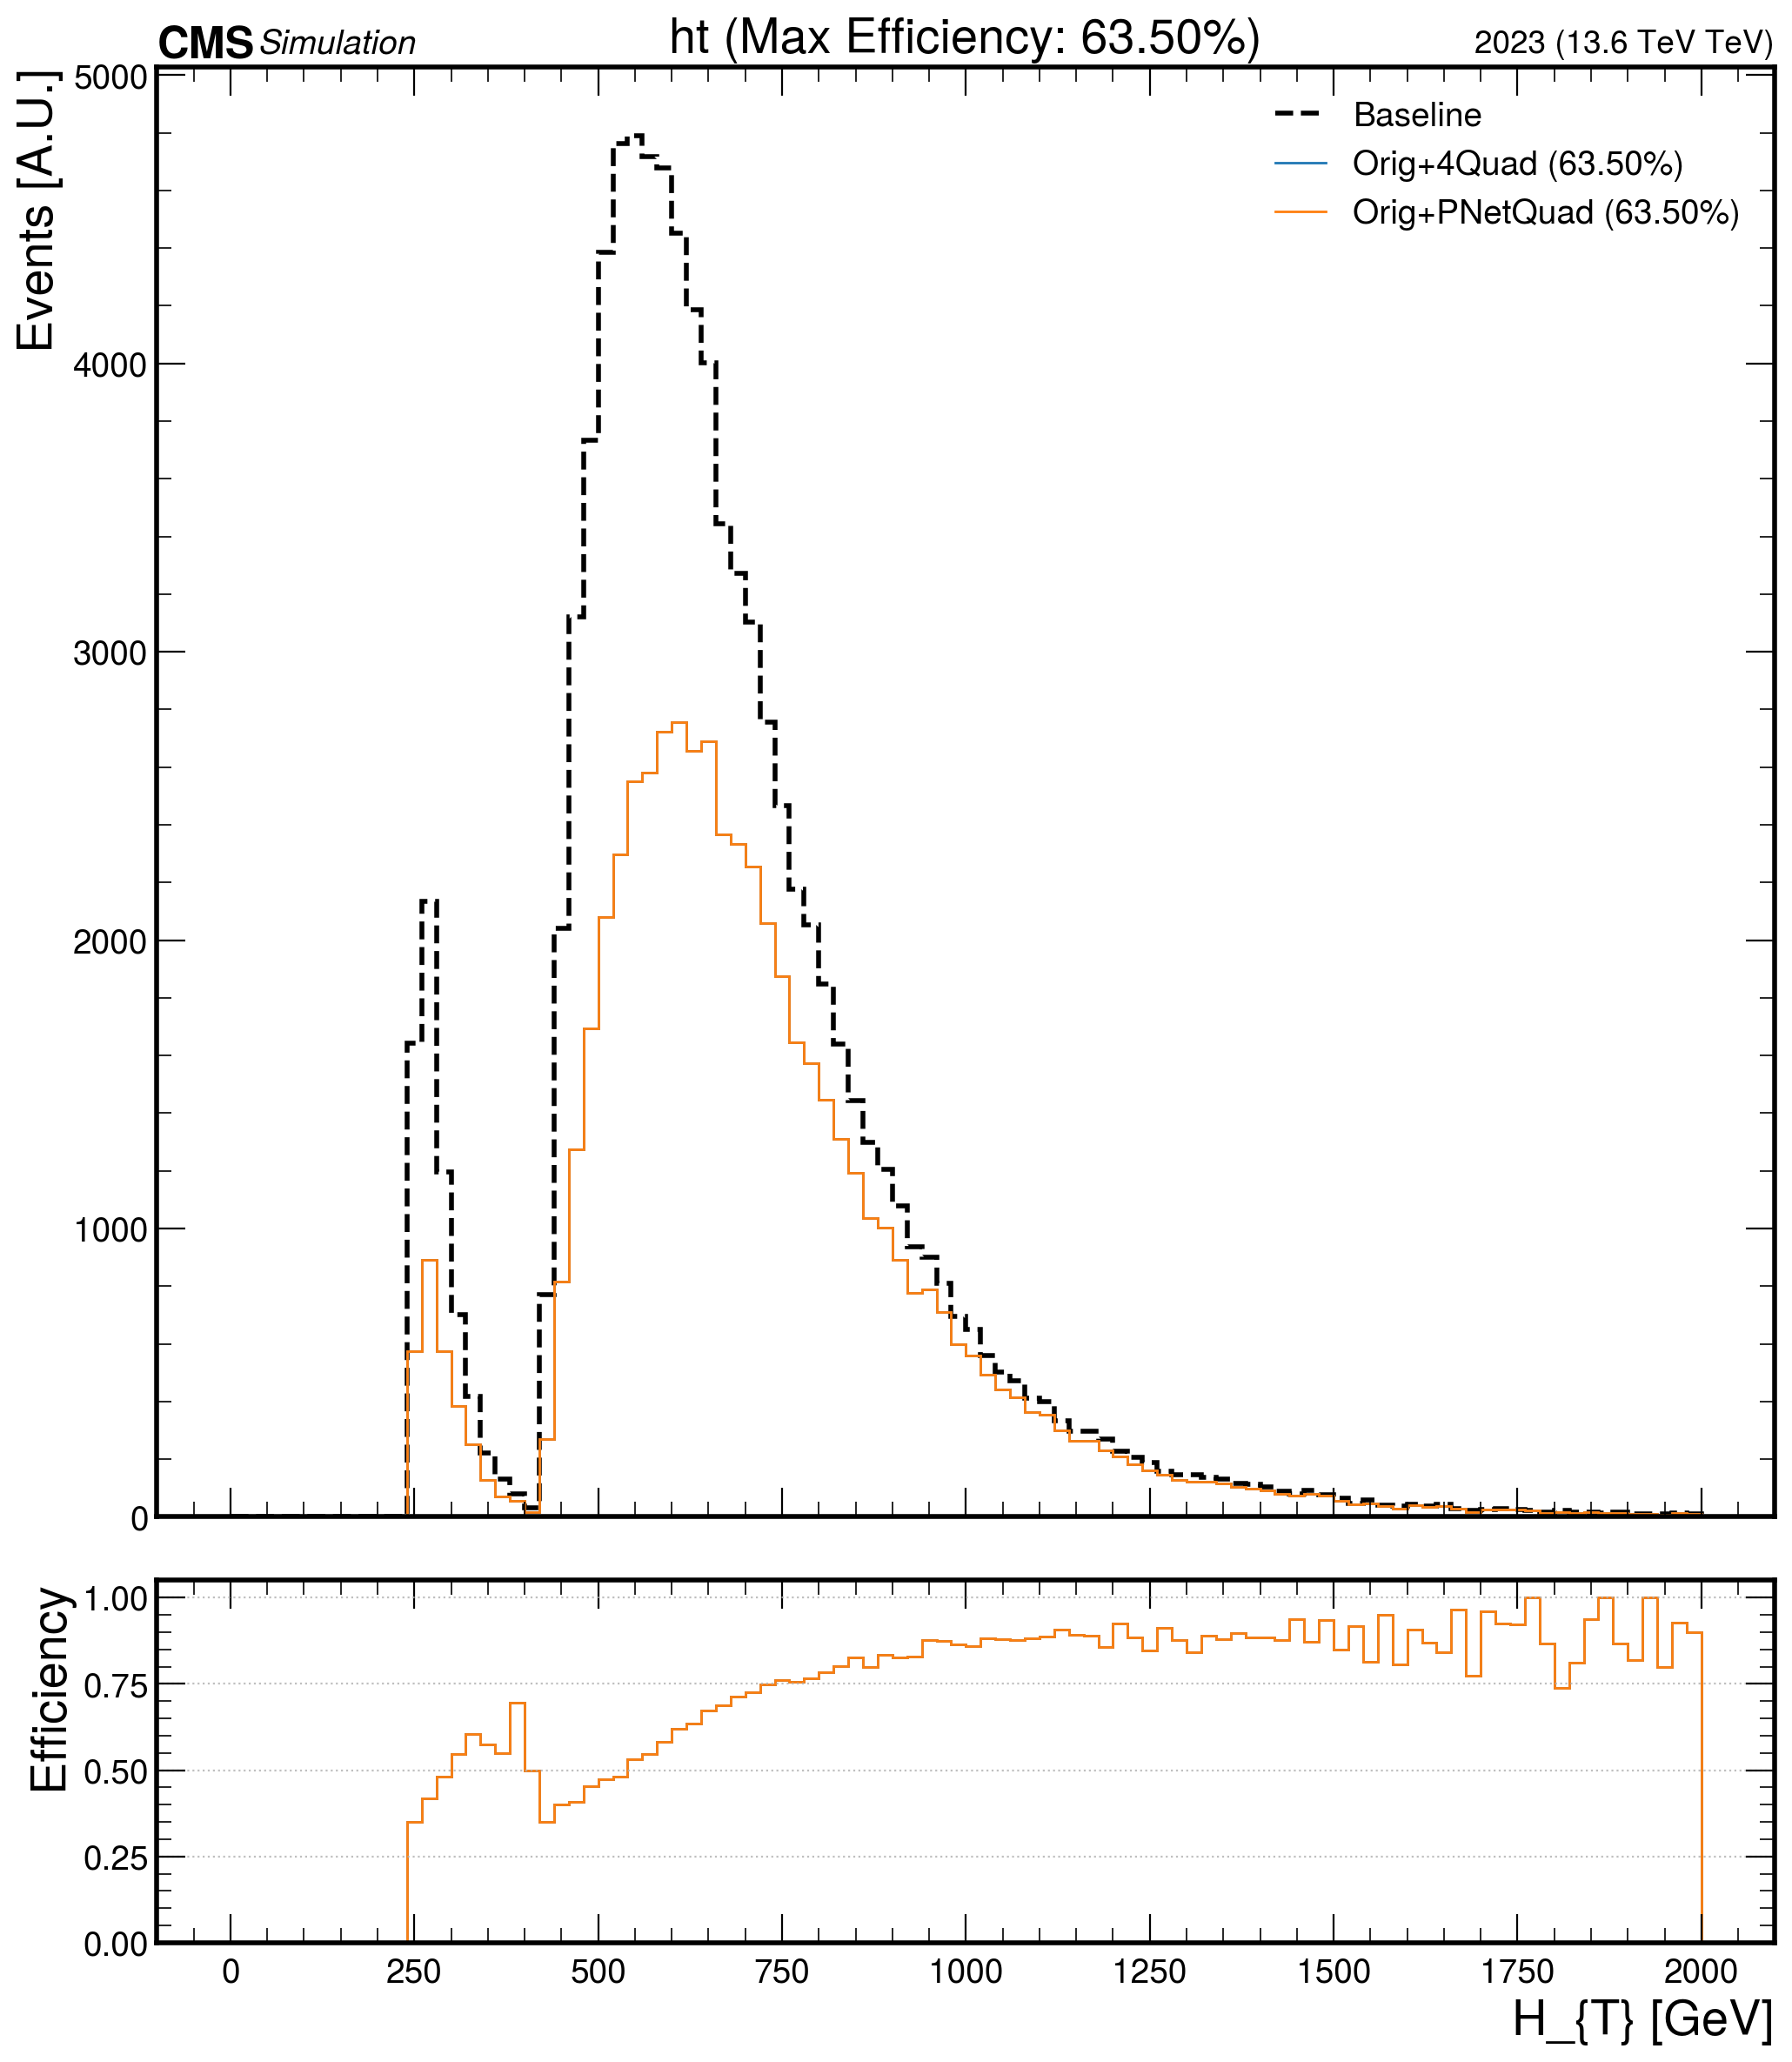 CMS Simulation
ht (Max Efficiency: 63.50%)
2023 (13.6 TeV TeV)
Events [A.U.]
5000
4000
3000
2000
1000
0
Baseline
Orig+4Quad (63.50%)
Orig+PNetQuad (63.50%)
Efficiency
1.00
0.75
0.50
0.25
0.00
0 250 500 750 1000 1250 1500 1750 2000
H_{T} [GeV]